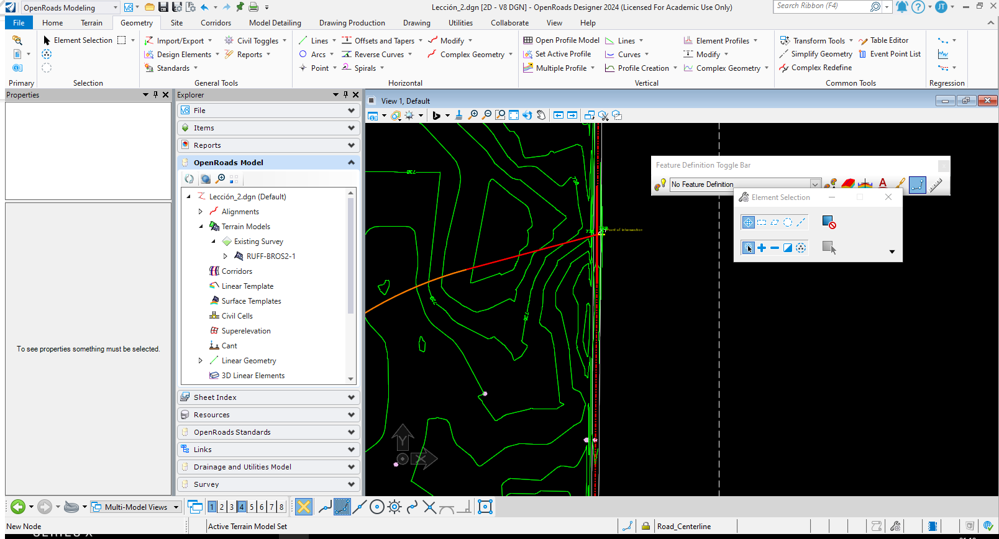 OpenRoads Modeling
Lección_2.dgn [2D - V8 DGN] - OpenRoads Designer 2024 (Licensed For Academic Use Only)
Search Ribbon (F4)
JT
File Home Terrain Geometry Site Corridors Model Detailing Drawing Production Drawing Utilities Collaborate View Help
Element Selection
Import/Export Civil Toggles
Design Elements Reports
Standards
Lines Offsets and Tapers Modify
Arcs Reverse Curves Complex Geometry
Point Spirals
Open Profile Model Lines Element Profiles
Set Active Profile Curves Modify
Multiple Profile Profile Creation Complex Geometry
Transform Tools Table Editor
Simplify Geometry Event Point List
Complex Redefine
Primary Selection General Tools Horizontal Vertical Common Tools Regression
Properties
To see properties something must be selected.
Explorer
File
Items
Reports
OpenRoads Model
Lección_2.dgn (Default)
Alignments
Terrain Models
Existing Survey
RUFF-BROS2-1
Corridors
Linear Template
Surface Templates
Civil Cells
Superelevation
Cant
Linear Geometry
3D Linear Elements
Sheet Index
Resources
OpenRoads Standards
Links
Drainage and Utilities Model
Survey
View 1, Default
730
730
Point of Intersection
730
730
Y
X
Feature Definition Toggle Bar
No Feature Definition
Element Selection
Multi-Model Views
1 2 3 4 5 6 7 8
New Node
Active Terrain Model Set
Road_Centerline